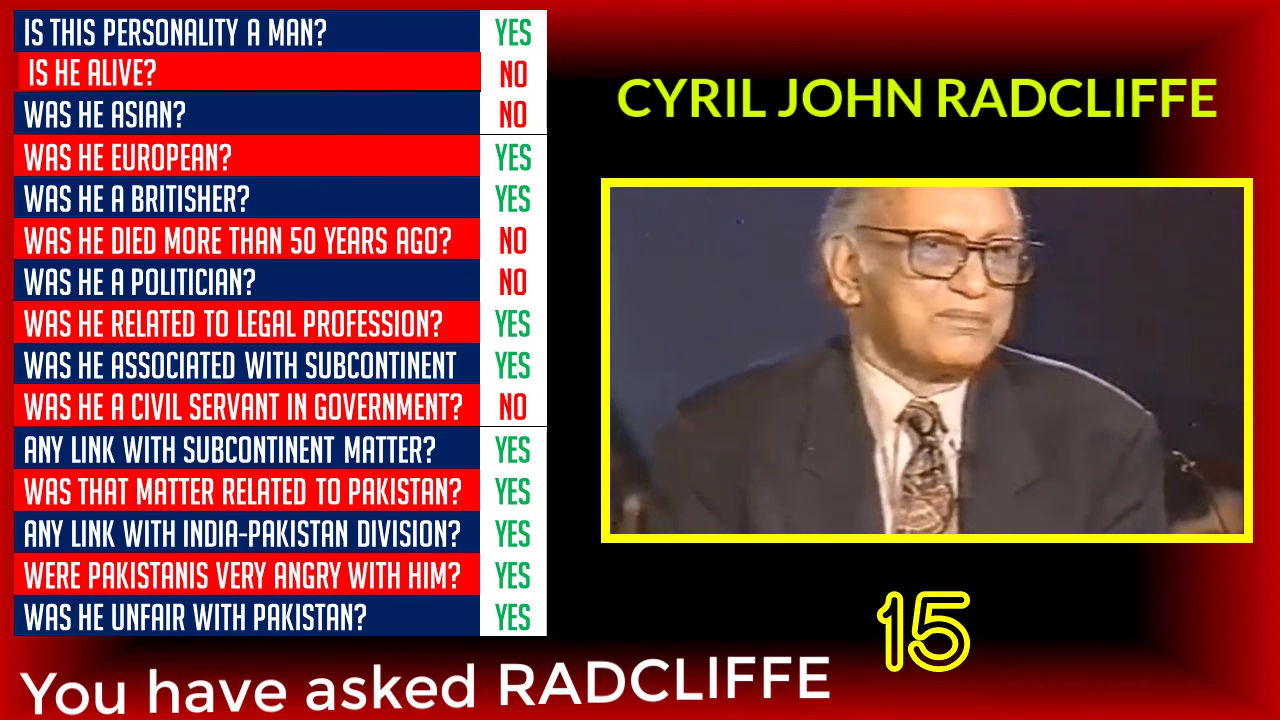 IS THIS PERSONALITY A MAN? YES
IS HE ALIVE? NO
WAS HE ASIAN? NO
WAS HE EUROPEAN? YES
WAS HE A BRITISHER? YES
WAS HE DIED MORE THAN 50 YEARS AGO? NO
WAS HE A POLITICIAN? NO
WAS HE RELATED TO LEGAL PROFESSION? YES
WAS HE ASSOCIATED WITH SUBCONTINENT YES
WAS HE A CIVIL SERVANT IN GOVERNMENT? NO
ANY LINK WITH SUBCONTINENT MATTER? YES
WAS THAT MATTER RELATED TO PAKISTAN? YES
ANY LINK WITH INDIA-PAKISTAN DIVISION? YES
WERE PAKISTANIS VERY ANGRY WITH HIM? YES
WAS HE UNFAIR WITH PAKISTAN? YES
CYRIL JOHN RADCLIFFE
15
You have asked RADCLIFFE